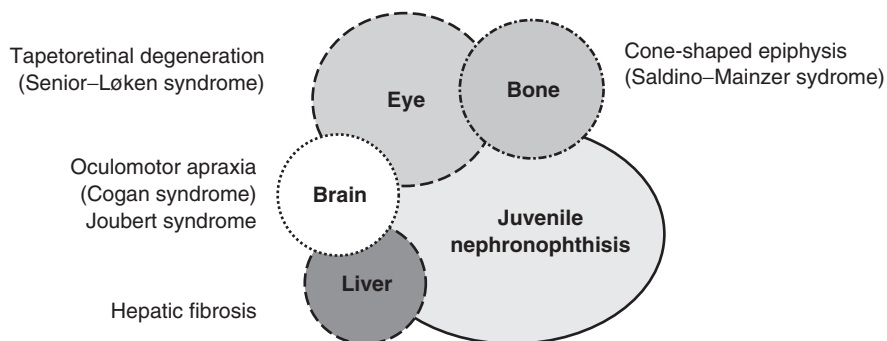 Tapetoretinal degeneration
(Senior–Løken syndrome)
Eye
Bone
Cone-shaped epiphysis
(Saldino–Mainzer sydrome)
Oculomotor apraxia
(Cogan syndrome)
Joubert syndrome
Brain
Juvenile
nephronophthisis
Liver
Hepatic fibrosis